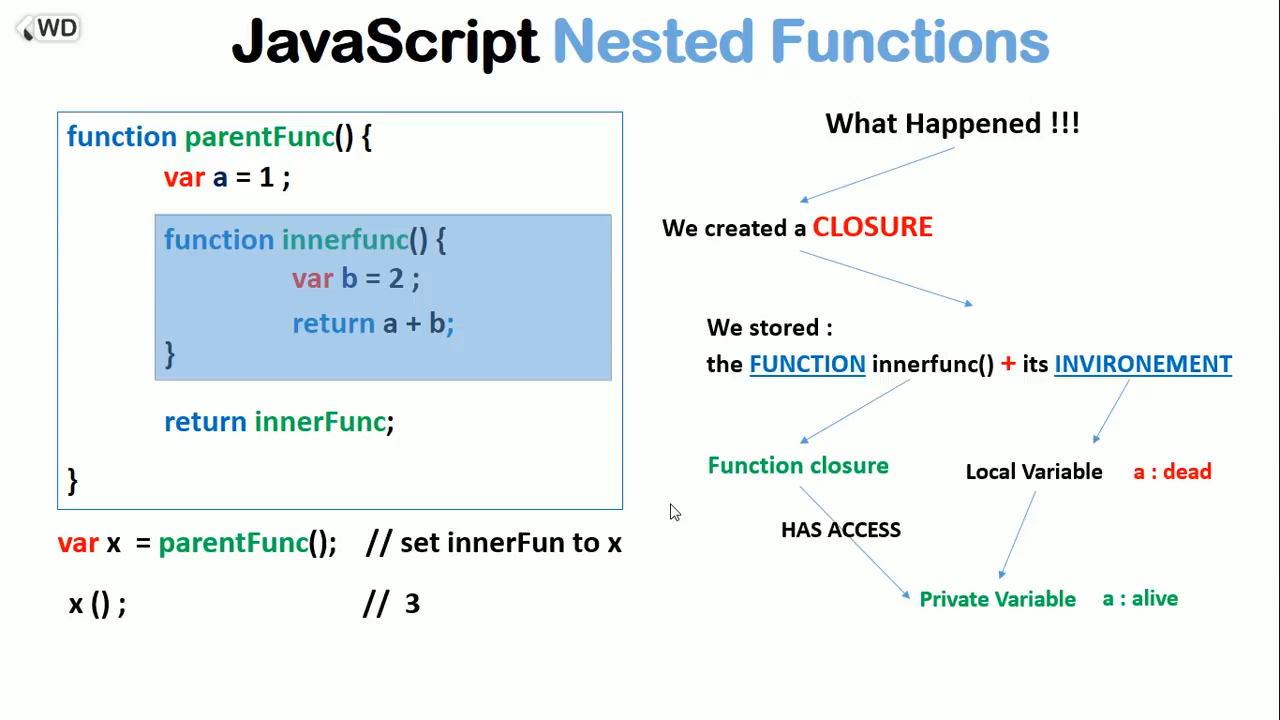 WD
JavaScript Nested Functions
function parentFunc() {
var a = 1 ;
function innerfunc() {
var b = 2 ;
return a + b;
}
return innerFunc;
}
var x = parentFunc(); // set innerFun to x
x () ; // 3
What Happened !!!
We created a CLOSURE
We stored :
the FUNCTION innerfunc() + its INVIRONEMENT
Function closure
Local Variable a : dead
HAS ACCESS
Private Variable a : alive